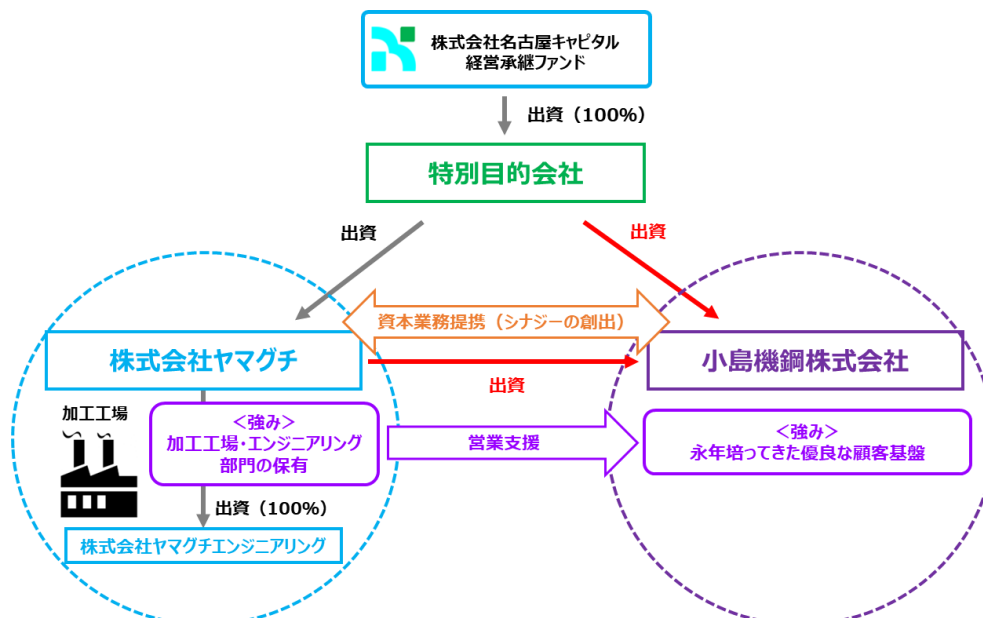 株式会社名古屋キャピタル
経営承継ファンド
出資（100%）
特別目的会社
出資
出資
資本業務提携（シナジーの創出）
株式会社ヤマグチ
小島機鋼株式会社
出資
加工工場
＜強み＞
加工工場・エンジニアリング
部門の保有
営業支援
＜強み＞
永年培ってきた優良な顧客基盤
出資（100%）
株式会社ヤマグチエンジニアリング